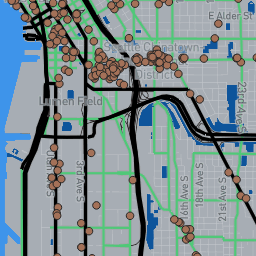 E Alder St
Seattle Chinatown-
District
Lumen Field
23rd Ave S
3rd Ave S
16th Ave S
18th Ave S
21st Ave S